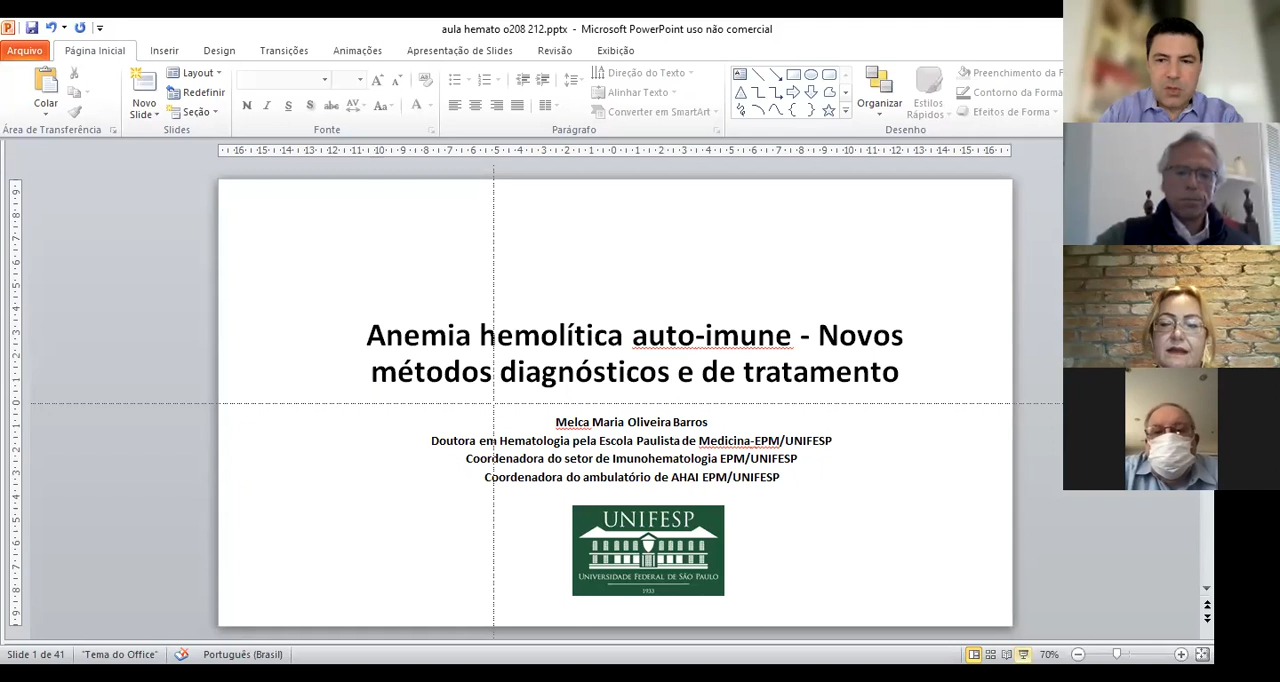 aula hemato o208 212.pptx - Microsoft PowerPoint uso não comercial
Arquivo
Página Inicial
Inserir
Design
Transições
Animações
Apresentação de Slides
Revisão
Exibição
Colar
Área de Transferência
Novo
Slide
Layout
Redefinir
Seção
Slides
N I S S abc AV Aa A
Fonte
Direção do Texto
Alinhar Texto
Converter em SmartArt
Parágrafo
Organizar
Estilos
Rápidos
Preenchimento da F
Contorno da Forma
Efeitos de Forma
Desenho
Anemia hemolítica auto-imune - Novos
métodos diagnósticos e de tratamento
Melca Maria Oliveira Barros
Doutora em Hematologia pela Escola Paulista de Medicina-EPM/UNIFESP
Coordenadora do setor de Imunohematologia EPM/UNIFESP
Coordenadora do ambulatório de AHAI EPM/UNIFESP
UNIFESP
UNIVERSIDADE FEDERAL DE SÃO PAULO
1933
Slide 1 de 41
"Tema do Office"
Português (Brasil)
70%